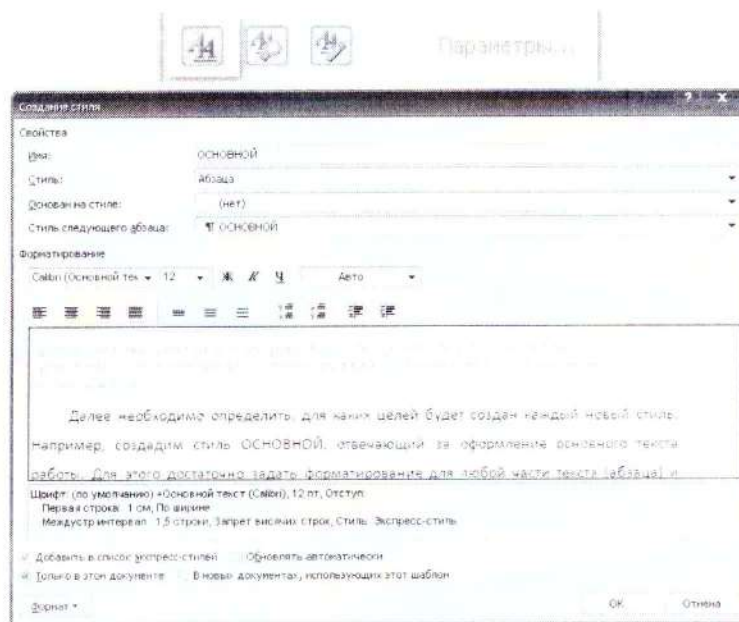 Параметры...
Создание стиля
Свойства
Имя: ОСНОВНОЙ
Стиль: Абзаца
Основан на стиле: (нет)
Стиль следующего абзаца: ¶ ОСНОВНОЙ
Форматирование
Calibri (Основной тек 12 Ж К Ч Авто
Далее необходимо определить, для каких целей будет создан каждый новый стиль.
Например, создадим стиль ОСНОВНОЙ, отвечающий за оформление основного текста
работы. Для этого достаточно задать форматирование для любой части текста (абзаца) и
Шрифт: (по умолчанию) +Основной текст (Calibri), 12 пт, Отступ:
Первая строка: 1 см, По ширине
Междустр.интервал: 1,5 строки, Запрет висячих строк, Стиль: Экспресс-стиль
Добавить в список экспресс-стилей Обновлять автоматически
Только в этом документе В новых документах, использующих этот шаблон
Формат
ОК Отмена